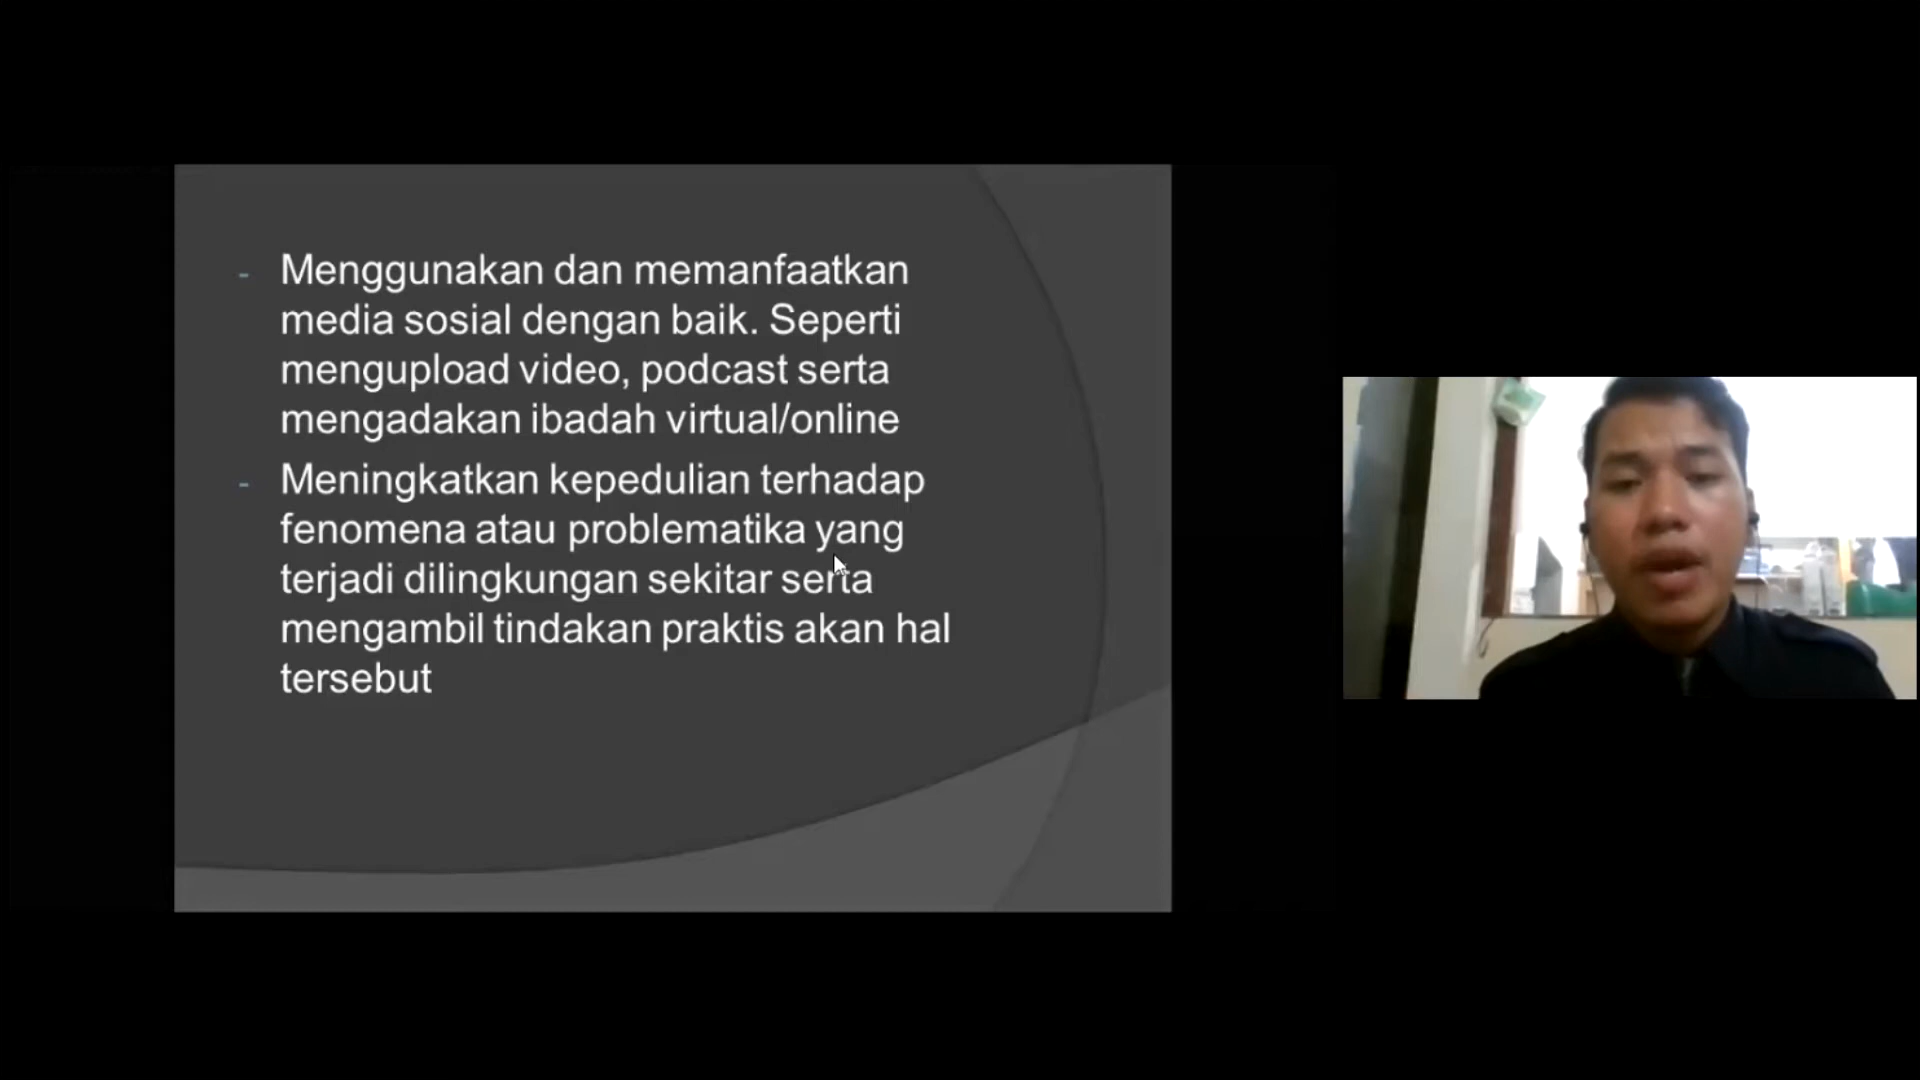 - Menggunakan dan memanfaatkan
media sosial dengan baik. Seperti
mengupload video, podcast serta
mengadakan ibadah virtual/online
- Meningkatkan kepedulian terhadap
fenomena atau problematika yang
terjadi dilingkungan sekitar serta
mengambil tindakan praktis akan hal
tersebut